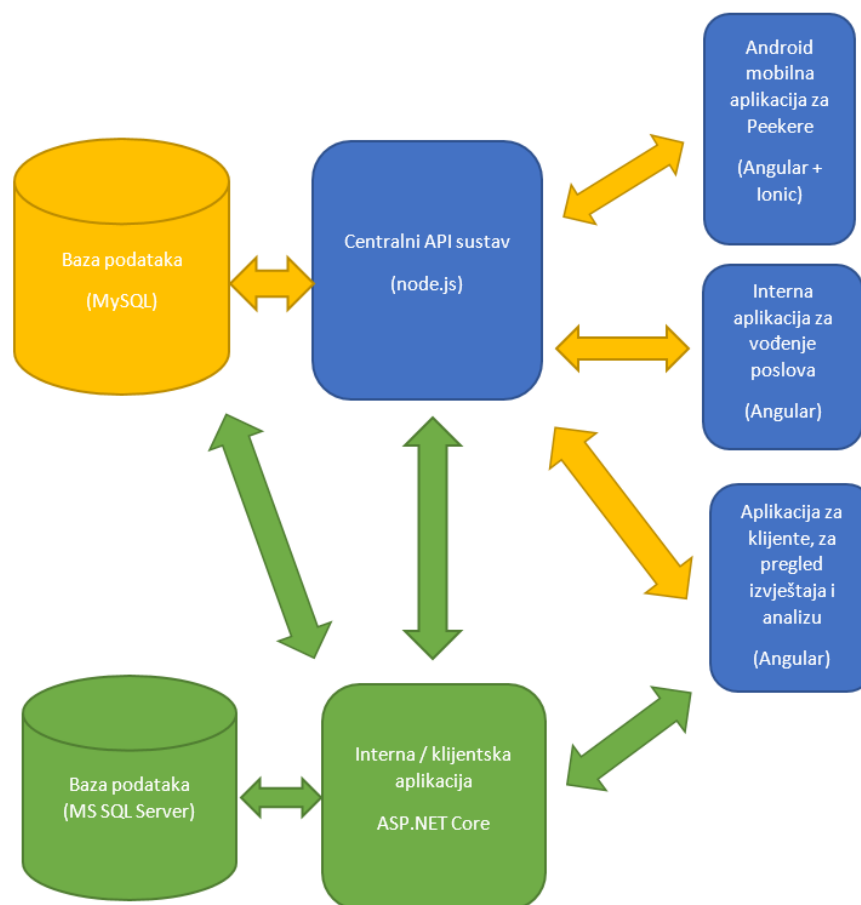 Android
mobilna
aplikacija za
Peekere
(Angular +
Ionic)
Baza podataka
(MySQL)
Centralni API sustav
(node.js)
Interna
aplikacija za
vođenje
poslova
(Angular)
Aplikacija za
klijente, za
pregled
izvještaja i
analizu
(Angular)
Baza podataka
(MS SQL Server)
Interna / klijentska
aplikacija
ASP.NET Core